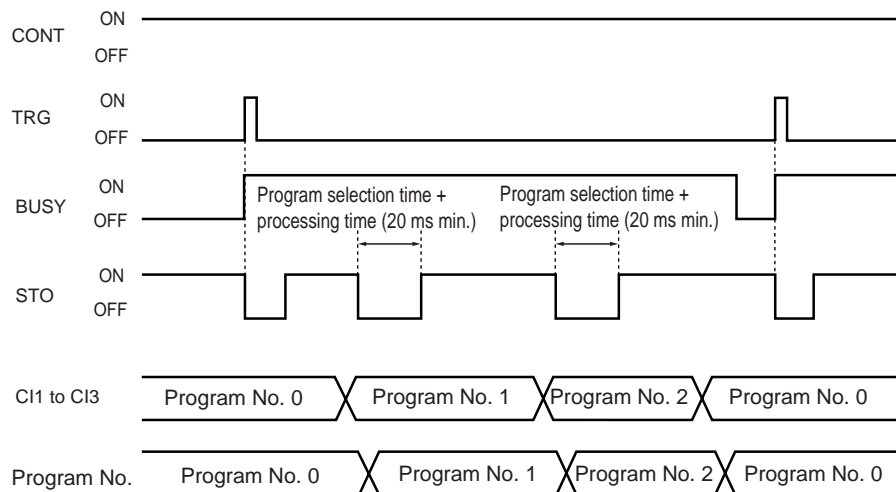 CONT
ON
OFF
TRG
ON
OFF
BUSY
ON
OFF
Program selection time +
processing time (20 ms min.)
Program selection time +
processing time (20 ms min.)
STO
ON
OFF
CI1 to CI3
Program No. 0
Program No. 1
Program No. 2
Program No. 0
Program No.
Program No. 0
Program No. 1
Program No. 2
Program No. 0